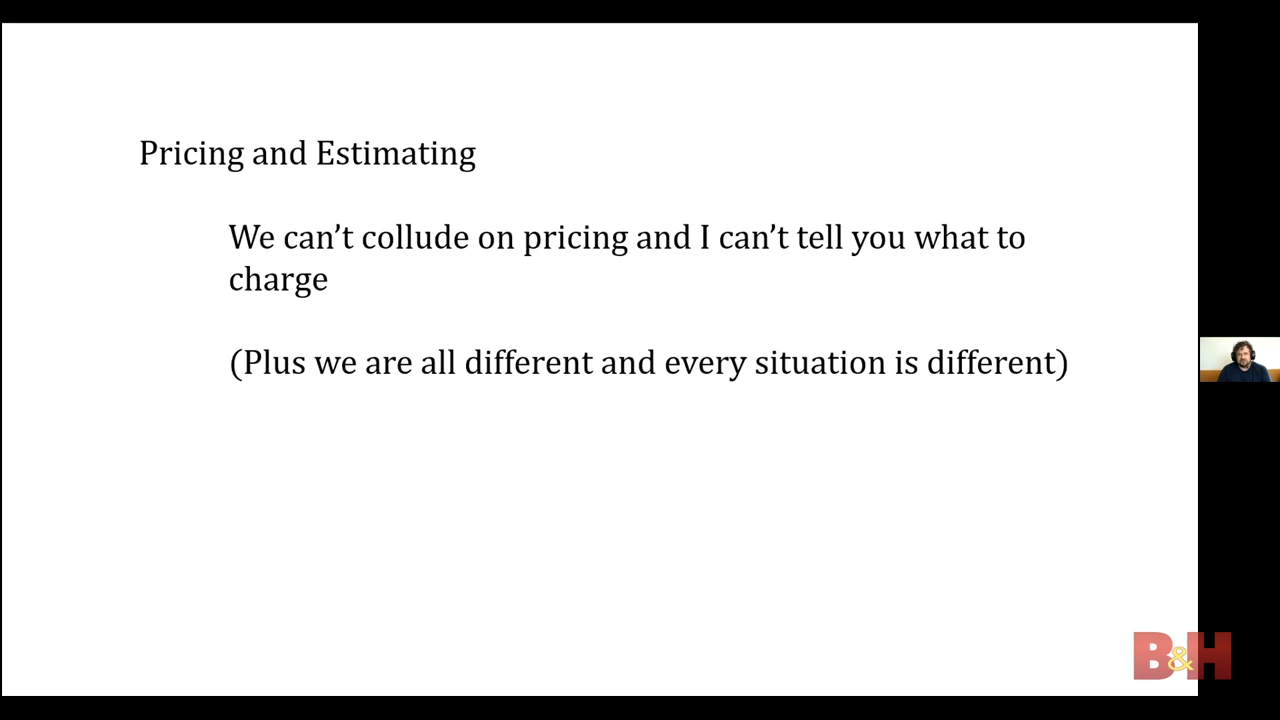 Pricing and Estimating
We can’t collude on pricing and I can’t tell you what to
charge
(Plus we are all different and every situation is different)
B&H